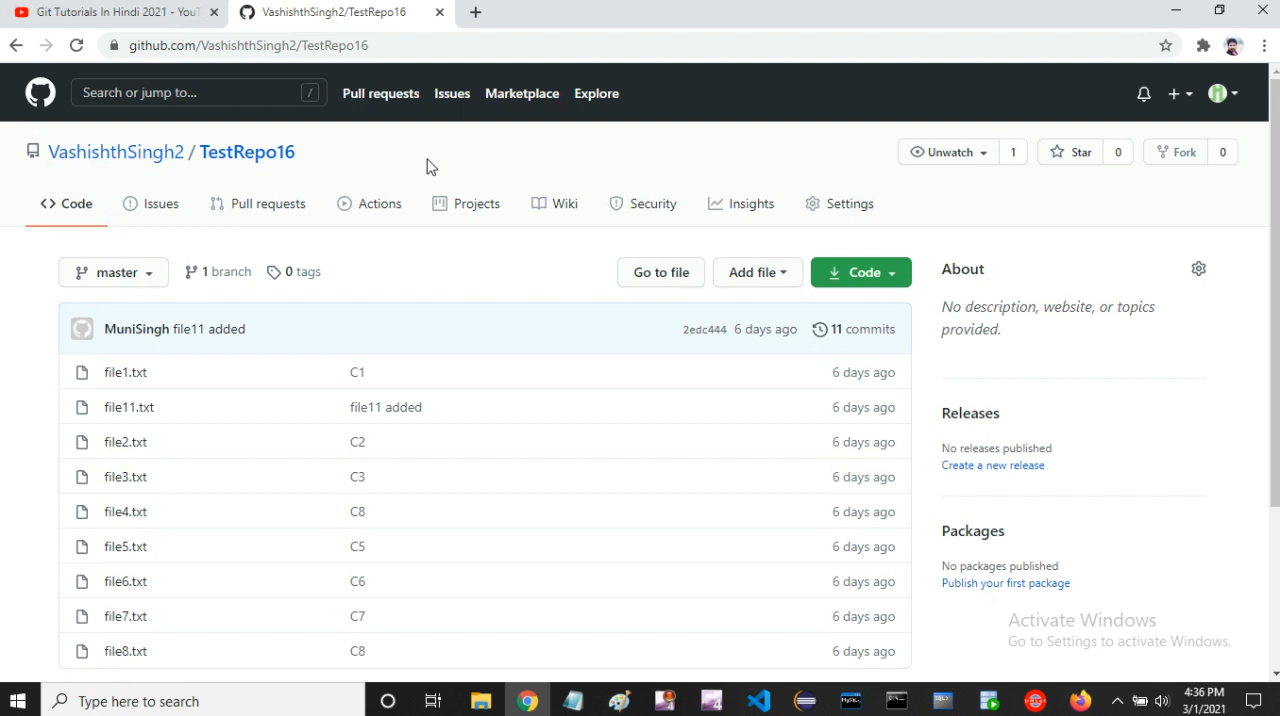 Git Tutorials In Hindi 2021 - You
VashishthSingh2/TestRepo16
github.com/VashishthSingh2/TestRepo16
Search or jump to... /
Pull requests Issues Marketplace Explore
VashishthSingh2 / TestRepo16
Unwatch 1 Star 0 Fork 0
Code Issues Pull requests Actions Projects Wiki Security Insights Settings
master 1 branch 0 tags Go to file Add file Code
MuniSingh file11 added 2edc444 6 days ago 11 commits
file1.txt C1 6 days ago
file11.txt file11 added 6 days ago
file2.txt C2 6 days ago
file3.txt C3 6 days ago
file4.txt C8 6 days ago
file5.txt C5 6 days ago
file6.txt C6 6 days ago
file7.txt C7 6 days ago
file8.txt C8 6 days ago
About
No description, website, or topics
provided.
Releases
No releases published
Create a new release
Packages
No packages published
Publish your first package
Activate Windows
Go to Settings to activate Windows.
Type here to search
4:36 PM
3/1/2021